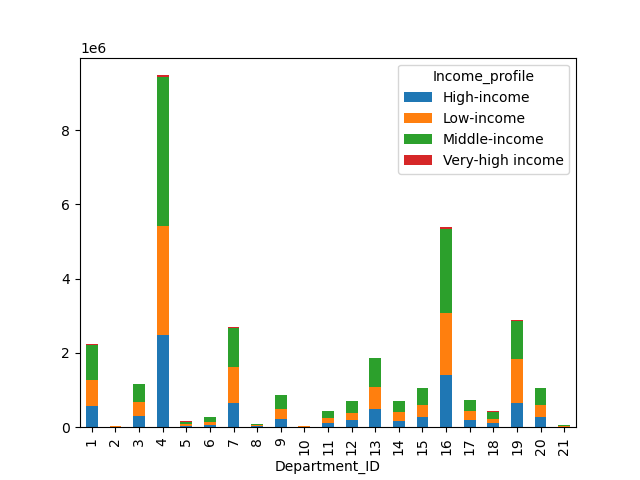 1e6
Income_profile
High-income
Low-income
Middle-income
Very-high income
8
6
4
2
0
1 2 3 4 5 6 7 8 9 10 11 12 13 14 15 16 17 18 19 20 21
Department_ID